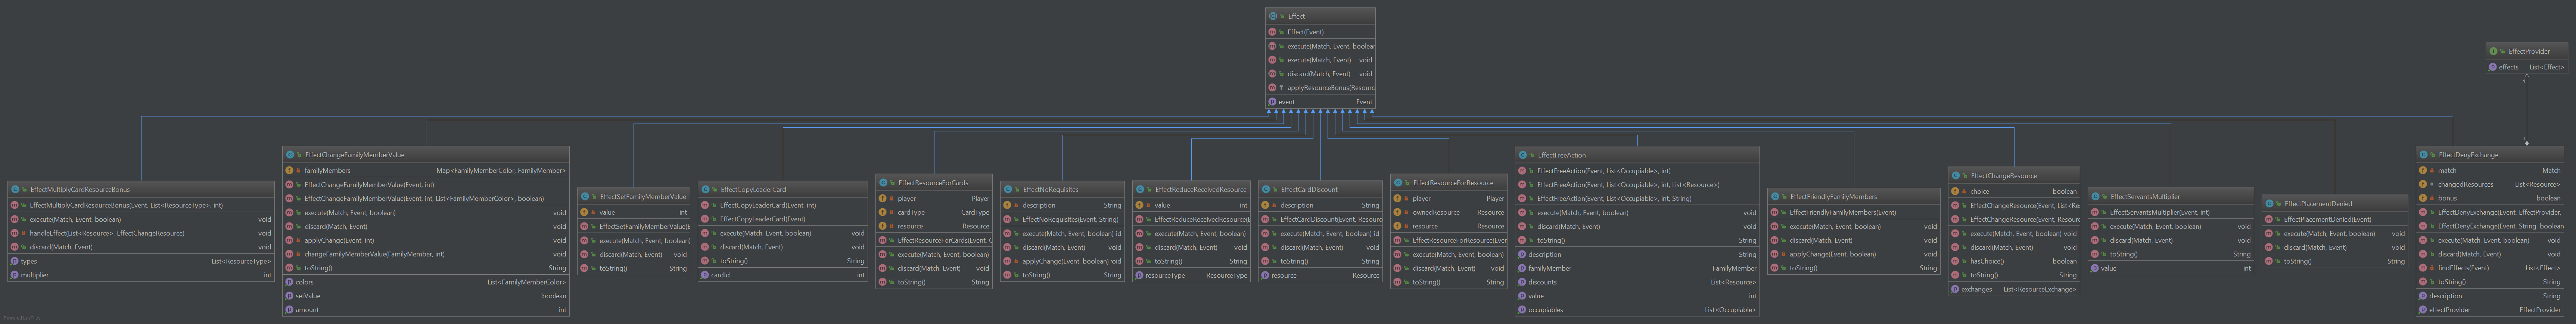 Effect
Effect(Event)
execute(Match, Event, boolean
execute(Match, Event) void
discard(Match, Event) void
applyResourceBonus(Resourc
event Event
EffectProvider
effects List<Effect>
1
1
EffectMultiplyCardResourceBonus
EffectMultiplyCardResourceBonus(Event, List<ResourceType>, int)
execute(Match, Event, boolean) void
handleEffect(List<Resource>, EffectChangeResource) void
discard(Match, Event) void
types List<ResourceType>
multiplier int
EffectChangeFamilyMemberValue
familyMembers Map<FamilyMemberColor, FamilyMember>
EffectChangeFamilyMemberValue(Event, int)
EffectChangeFamilyMemberValue(Event, int, List<FamilyMemberColor>, boolean)
execute(Match, Event, boolean) void
discard(Match, Event) void
applyChange(Event, int) void
changeFamilyMemberValue(FamilyMember, int) void
toString() String
colors List<FamilyMemberColor>
setValue boolean
amount int
EffectSetFamilyMemberValue
value int
EffectSetFamilyMemberValue(E
execute(Match, Event, boolean)
discard(Match, Event) void
toString() String
EffectCopyLeaderCard
EffectCopyLeaderCard(Event, int)
EffectCopyLeaderCard(Event)
execute(Match, Event, boolean) void
discard(Match, Event) void
toString() String
cardId int
EffectResourceForCards
player Player
cardType CardType
resource Resource
EffectResourceForCards(Event, C
execute(Match, Event, boolean)
discard(Match, Event) void
toString() String
EffectNoRequisites
description String
EffectNoRequisites(Event, String)
execute(Match, Event, boolean) id
discard(Match, Event) void
applyChange(Event, boolean) void
toString() String
EffectReduceReceivedResource
value int
EffectReduceReceivedResource(E
execute(Match, Event, boolean)
discard(Match, Event) void
toString() String
resourceType ResourceType
EffectCardDiscount
description String
EffectCardDiscount(Event, Resourc
execute(Match, Event, boolean) id
discard(Match, Event) void
toString() String
resource Resource
EffectResourceForResource
player Player
ownedResource Resource
resource Resource
EffectResourceForResource(Even
execute(Match, Event, boolean)
discard(Match, Event) void
toString() String
EffectFreeAction
EffectFreeAction(Event, List<Occupiable>, int)
EffectFreeAction(Event, List<Occupiable>, int, List<Resource>)
EffectFreeAction(Event, List<Occupiable>, int, String)
execute(Match, Event, boolean) void
discard(Match, Event) void
toString() String
description String
familyMember FamilyMember
discounts List<Resource>
value int
occupiables List<Occupiable>
EffectFriendlyFamilyMembers
EffectFriendlyFamilyMembers(Event)
execute(Match, Event, boolean) void
discard(Match, Event) void
applyChange(Event, boolean) void
toString() String
EffectChangeResource
choice boolean
EffectChangeResource(Event, List<Re
EffectChangeResource(Event, Resourc
execute(Match, Event, boolean) void
discard(Match, Event) void
hasChoice() boolean
toString() String
exchanges List<ResourceExchange>
EffectServantsMultiplier
EffectServantsMultiplier(Event, int)
execute(Match, Event, boolean) void
discard(Match, Event) void
toString() String
value int
EffectPlacementDenied
EffectPlacementDenied(Event)
execute(Match, Event, boolean) void
discard(Match, Event) void
toString() String
EffectDenyExchange
match Match
changedResources List<Resource>
bonus boolean
EffectDenyExchange(Event, EffectProvider,
EffectDenyExchange(Event, String, boolean
execute(Match, Event, boolean) void
discard(Match, Event) void
findEffects(Event) List<Effect>
toString() String
description String
effectProvider EffectProvider
Powered by yFiles